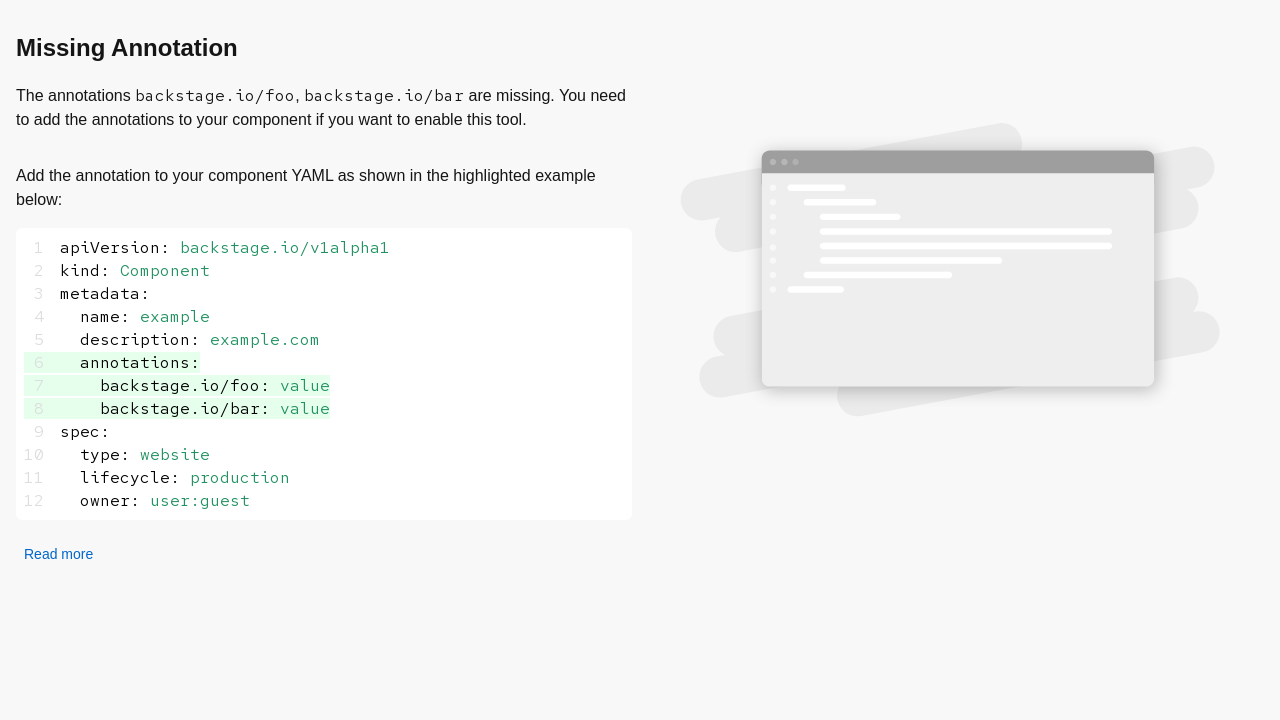 Missing Annotation
The annotations backstage.io/foo, backstage.io/bar are missing. You need
to add the annotations to your component if you want to enable this tool.
Add the annotation to your component YAML as shown in the highlighted example
below:
1 apiVersion: backstage.io/v1alpha1
2 kind: Component
3 metadata:
4   name: example
5   description: example.com
6   annotations:
7     backstage.io/foo: value
8     backstage.io/bar: value
9 spec:
10   type: website
11   lifecycle: production
12   owner: user:guest
Read more